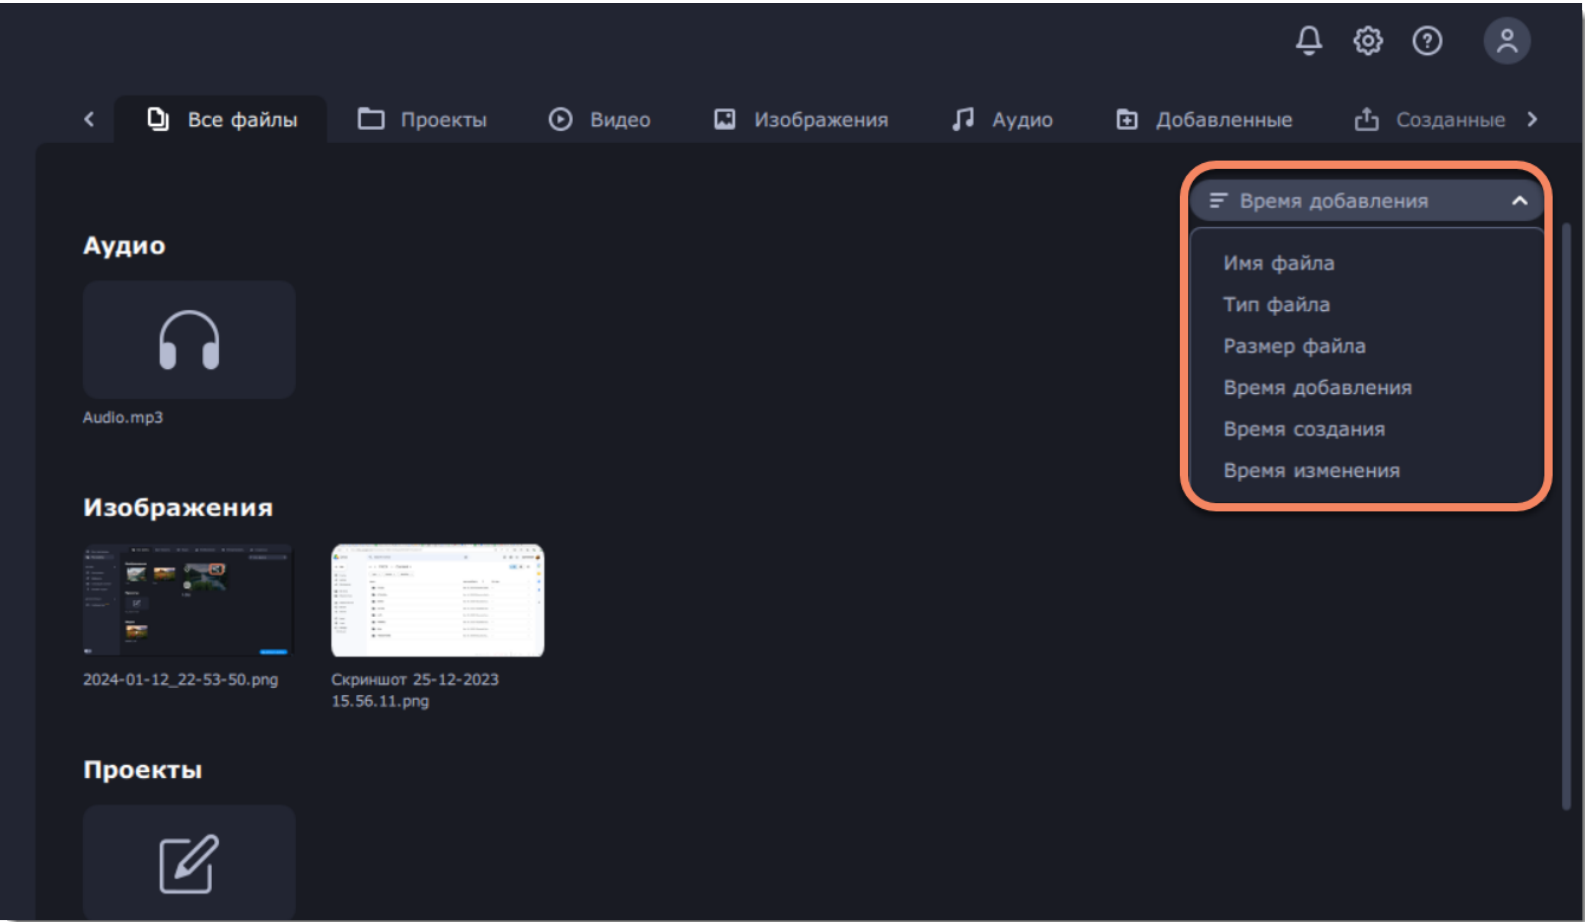 Все файлы
Проекты
Видео
Изображения
Аудио
Добавленные
Созданные
Время добавления
Имя файла
Тип файла
Размер файла
Время добавления
Время создания
Время изменения
Аудио
Audio.mp3
Изображения
2024-01-12_22-53-50.png
Скриншот 25-12-2023
15.56.11.png
Проекты